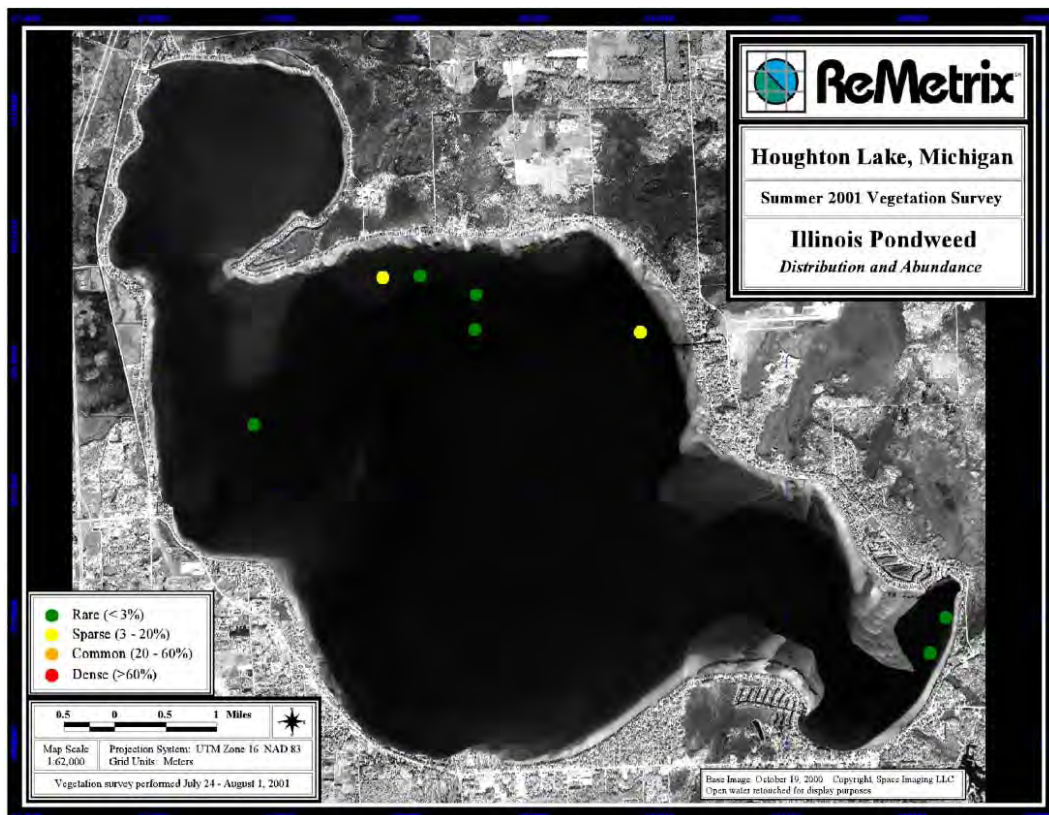 ReMetrix
Houghton Lake, Michigan
Summer 2001 Vegetation Survey
Illinois Pondweed
Distribution and Abundance
Rare (< 3%)
Sparse (3 - 20%)
Common (20 - 60%)
Dense (>60%)
0.5 0 0.5 1 Miles
Map Scale
1:62,000
Projection System: UTM Zone 16 NAD 83
Grid Units: Meters
Vegetation survey performed July 24 - August 1, 2001
Base Image: October 19, 2000 Copyright, Space Imaging LLC
Open water retouched for display purposes